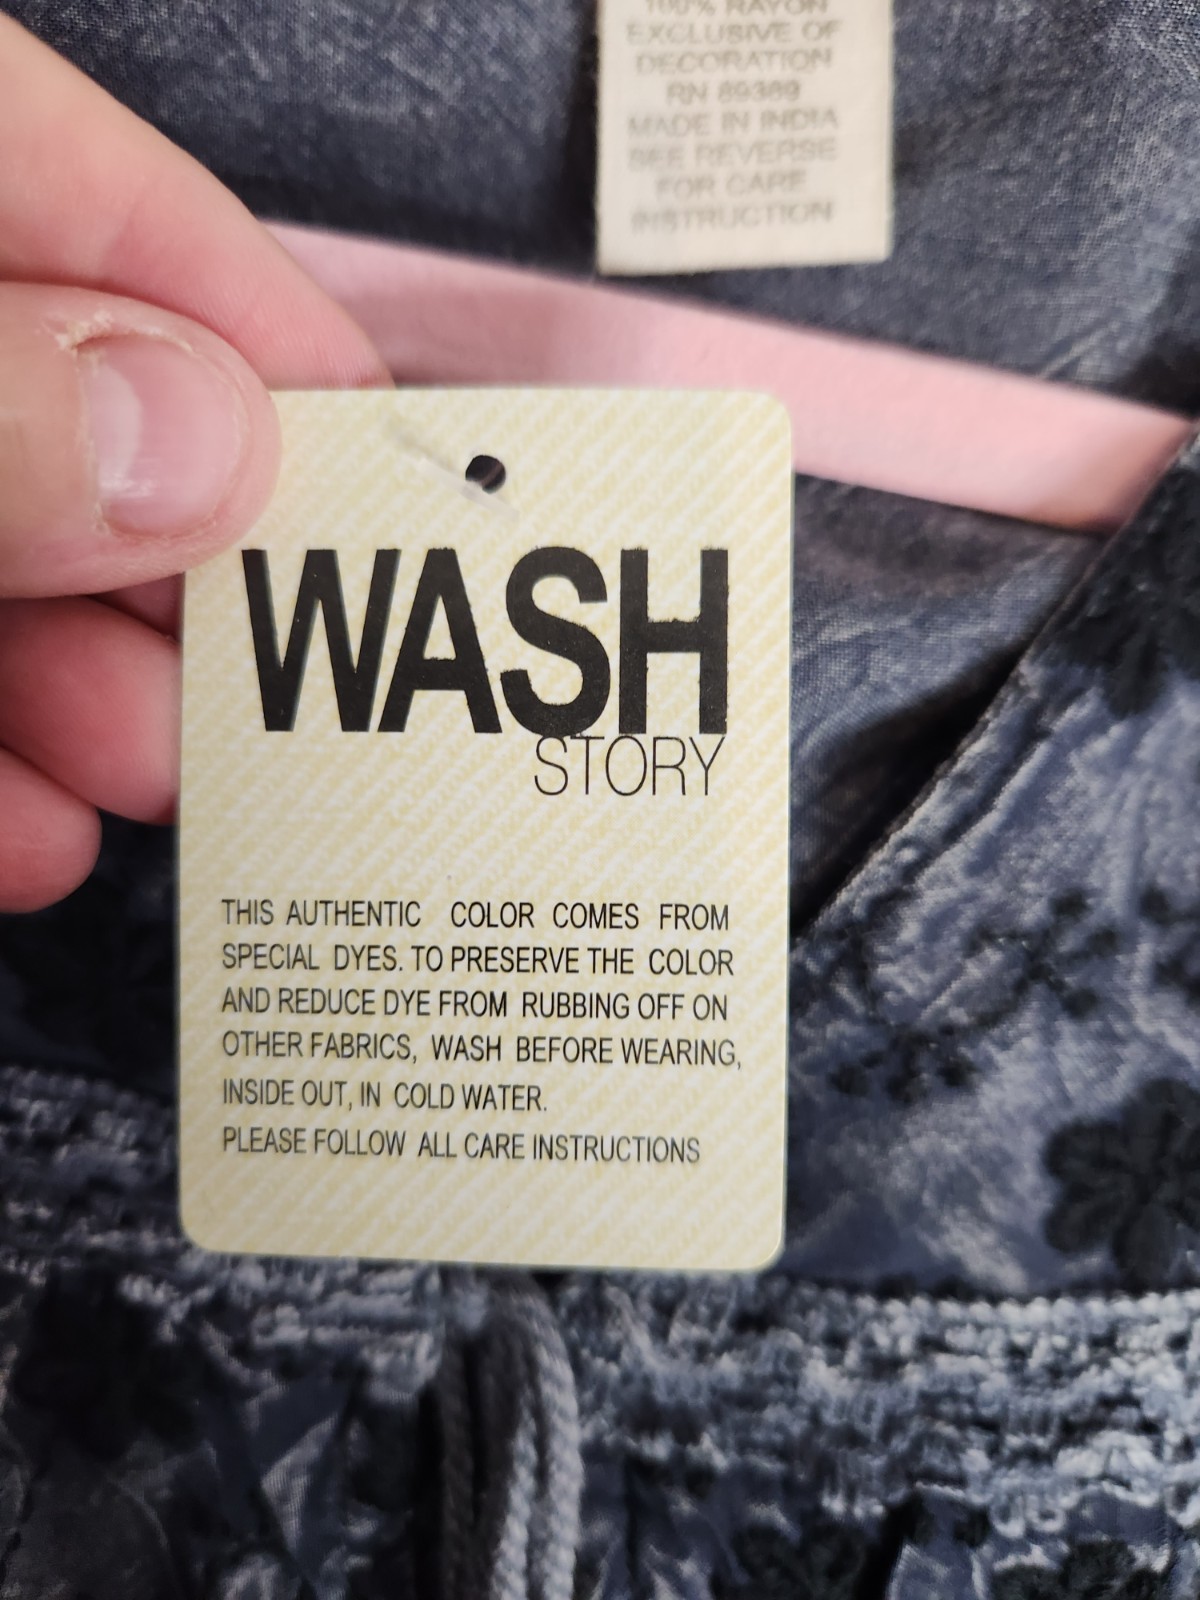 100% RAYON
EXCLUSIVE OF
DECORATION
RN 89389
MADE IN INDIA
SEE REVERSE
FOR CARE
INSTRUCTION
WASH
STORY
THIS AUTHENTIC COLOR COMES FROM
SPECIAL DYES. TO PRESERVE THE COLOR
AND REDUCE DYE FROM RUBBING OFF ON
OTHER FABRICS, WASH BEFORE WEARING,
INSIDE OUT, IN COLD WATER.
PLEASE FOLLOW ALL CARE INSTRUCTIONS